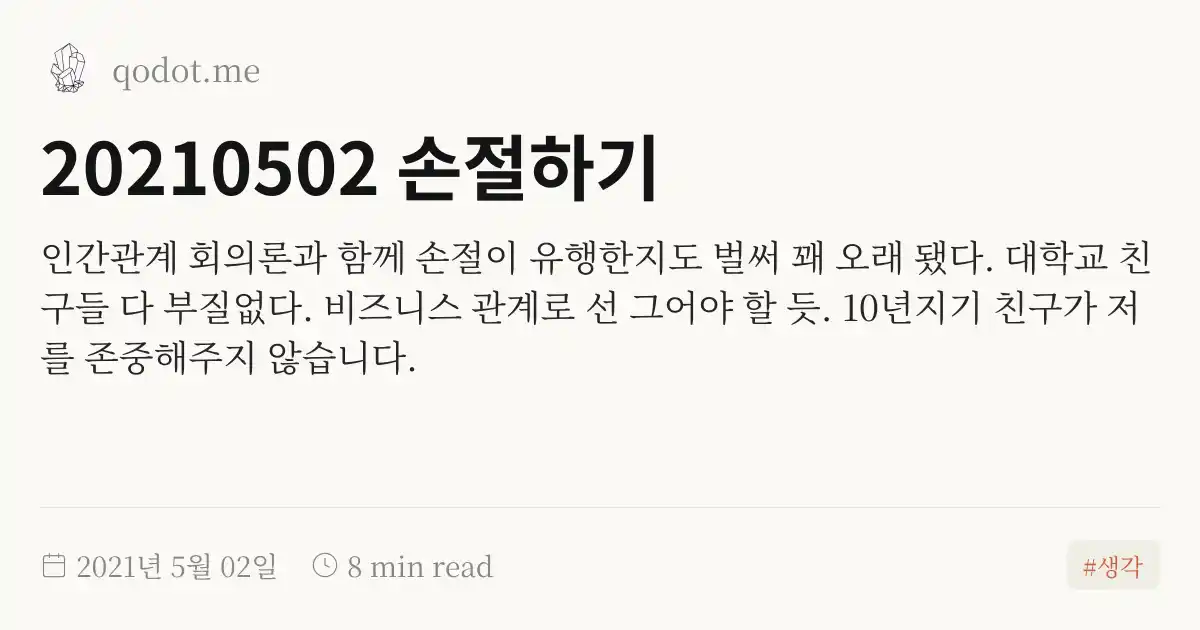 qodot.me
20210502 손절하기
인간관계 회의론과 함께 손절이 유행한지도 벌써 꽤 오래 됐다. 대학교 친
구들 다 부질없다. 비즈니스 관계로 선 그어야 할 듯. 10년지기 친구가 저
를 존중해주지 않습니다.
2021년 5월 02일 8 min read #생각